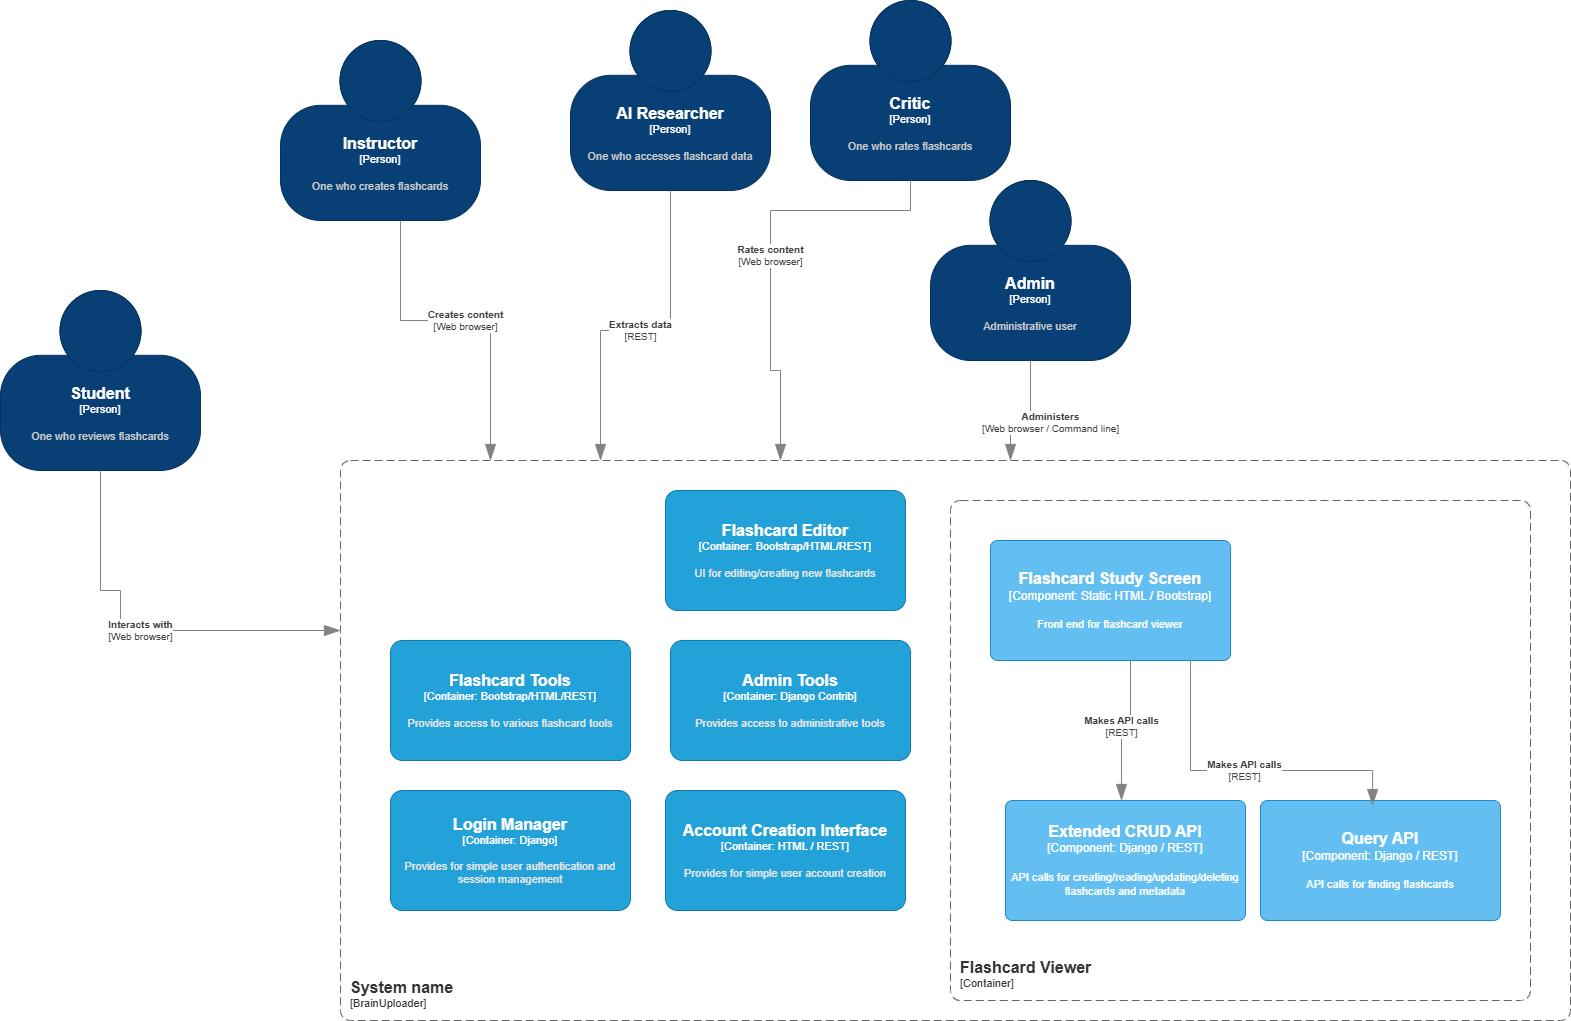 Critic
[Person]
One who rates flashcards
AI Researcher
[Person]
One who accesses flashcard data
Instructor
[Person]
One who creates flashcards
Admin
[Person]
Administrative user
Student
[Person]
One who reviews flashcards
Rates content
[Web browser]
Creates content
[Web browser]
Extracts data
[REST]
Administers
[Web browser / Command line]
Interacts with
[Web browser]
Flashcard Editor
[Container: Bootstrap/HTML/REST]
UI for editing/creating new flashcards
Flashcard Tools
[Container: Bootstrap/HTML/REST]
Provides access to various flashcard tools
Admin Tools
[Container: Django Contrib]
Provides access to administrative tools
Login Manager
[Container: Django]
Provides for simple user authentication and
session management
Account Creation Interface
[Container: HTML / REST]
Provides for simple user account creation
Flashcard Study Screen
[Component: Static HTML / Bootstrap]
Front end for flashcard viewer
Makes API calls
[REST]
Makes API calls
[REST]
Extended CRUD API
[Component: Django / REST]
API calls for creating/reading/updating/deleting
flashcards and metadata
Query API
[Component: Django / REST]
API calls for finding flashcards
Flashcard Viewer
[Container]
System name
[BrainUploader]